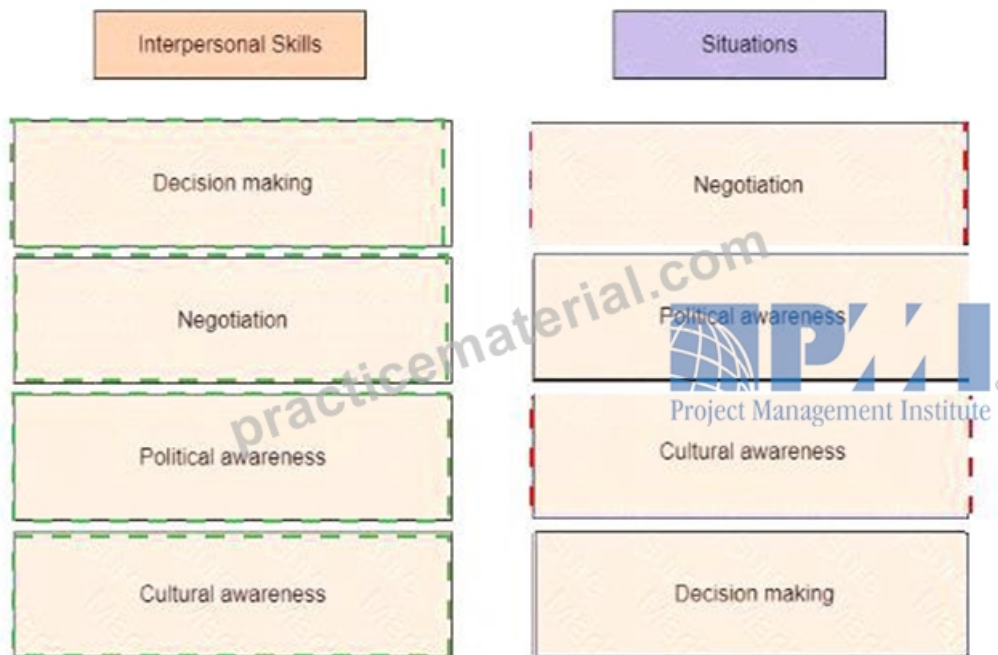 Interpersonal Skills
Situations
Decision making
Negotiation
Negotiation
Political awareness
Political awareness
Cultural awareness
Cultural awareness
Decision making
practicematerial.com
PMI
Project Management Institute